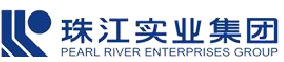 珠江实业集团
PEARL RIVER ENTERPRISES GROUP